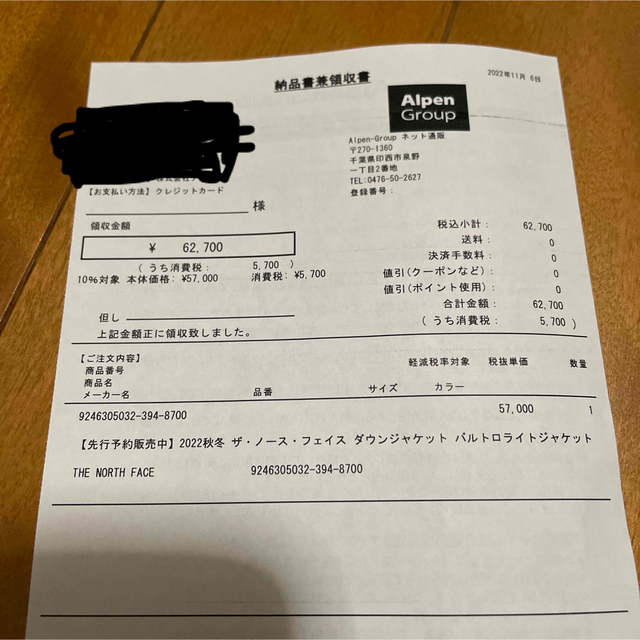 納品書兼領収書
2022年11月 6日
Alpen
Group
Alpen-Group ネット通販
〒270-1360
千葉県印西市泉野
一丁目2番地
TEL:0476-50-2627
登録番号:
【お支払い方法】クレジットカード
様
領収金額
¥ 62,700
(うち消費税: 5,700 )
10%対象 本体価格: ¥57,000 消費税: ¥5,700
但し
上記金額正に領収致しました。
税込小計: 62,700
送料: 0
決済手数料: 0
値引(クーポンなど): 0
値引(ポイント使用): 0
合計金額: 62,700
(うち消費税: 5,700 )
【ご注文内容】
商品番号 軽減税率対象 税抜単価 数量
商品名
メーカー名 品番 サイズ カラー
9246305032-394-8700 57,000 1
【先行予約販売中】2022秋冬 ザ・ノース・フェイス ダウンジャケット バルトロライトジャケット
THE NORTH FACE 9246305032-394-8700